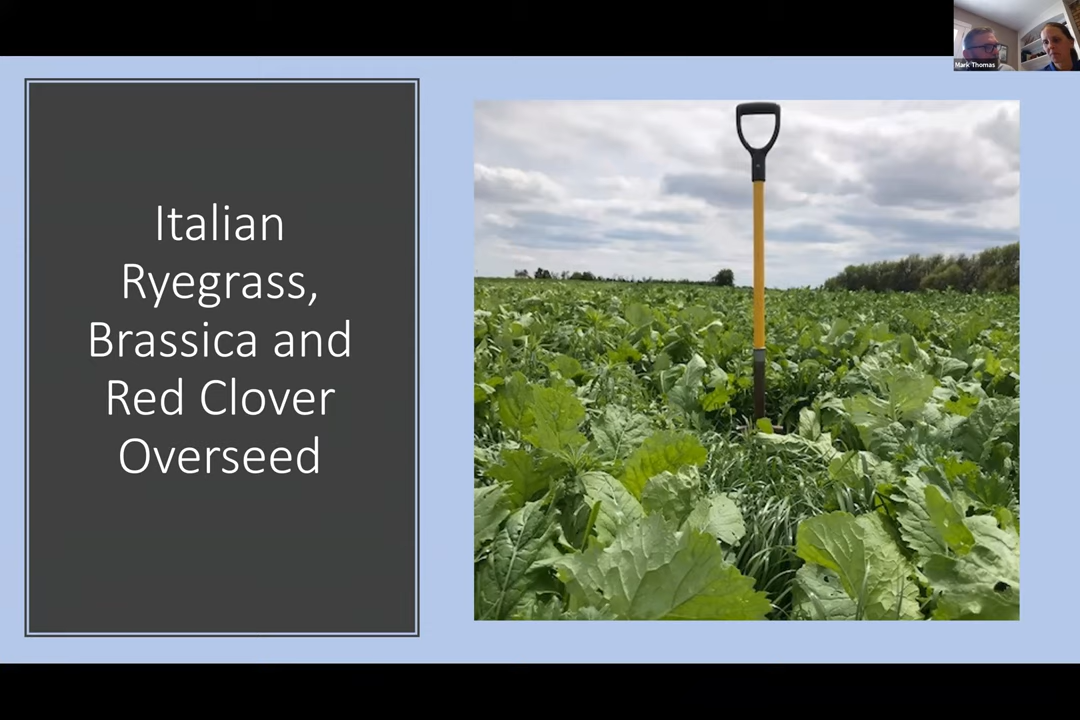 Italian
Ryegrass,
Brassica and
Red Clover
Overseed
Mark Thomas